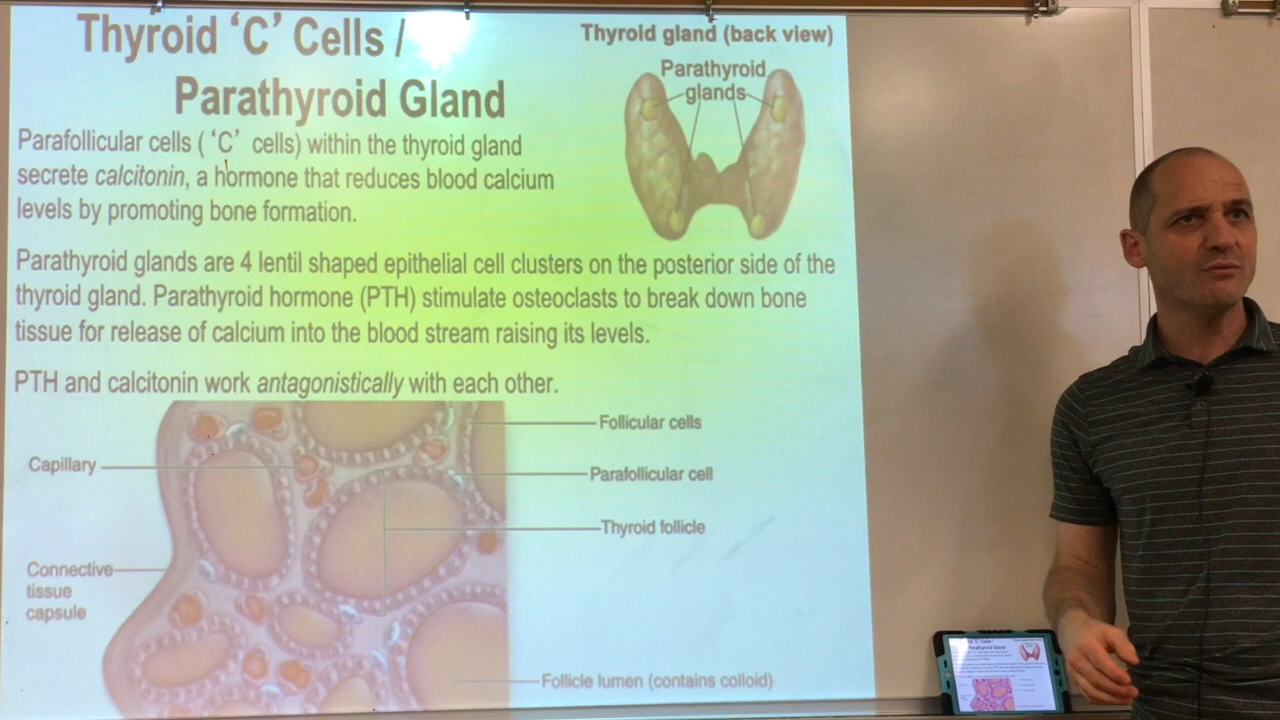 Thyroid ‘C’ Cells /
Parathyroid Gland
Thyroid gland (back view)
Parathyroid
glands
Parafollicular cells ( ‘C’ cells) within the thyroid gland
secrete calcitonin, a hormone that reduces blood calcium
levels by promoting bone formation.
Parathyroid glands are 4 lentil shaped epithelial cell clusters on the posterior side of the
thyroid gland. Parathyroid hormone (PTH) stimulate osteoclasts to break down bone
tissue for release of calcium into the blood stream raising its levels.
PTH and calcitonin work antagonistically with each other.
Follicular cells
Capillary
Parafollicular cell
Thyroid follicle
Connective
tissue
capsule
Follicle lumen (contains colloid)
Parathyroid Gland